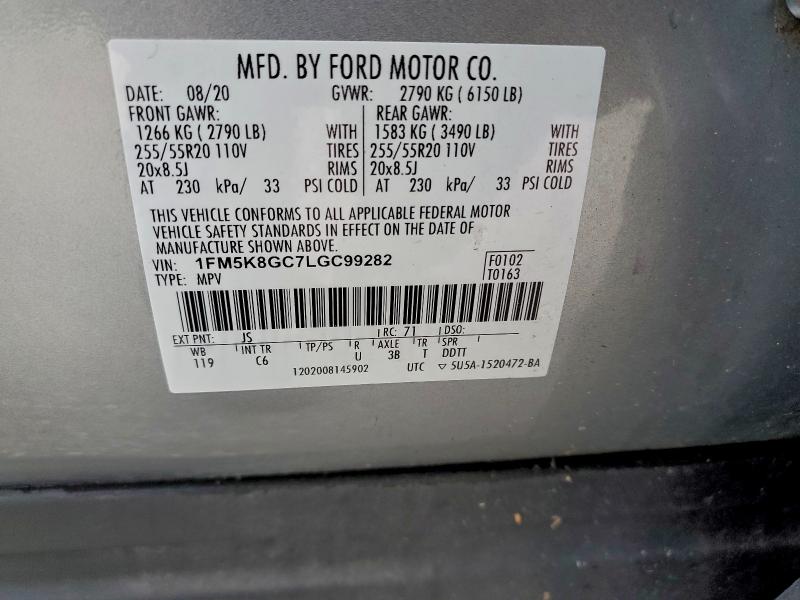 MFD. BY FORD MOTOR CO.
DATE: 08/20 GVWR: 2790 KG ( 6150 LB)
FRONT GAWR: REAR GAWR:
1266 KG ( 2790 LB) WITH 1583 KG ( 3490 LB) WITH
255/55R20 110V TIRES 255/55R20 110V TIRES
20x8.5J RIMS 20x8.5J RIMS
AT 230 kPa/ 33 PSI COLD AT 230 kPa/ 33 PSI COLD
THIS VEHICLE CONFORMS TO ALL APPLICABLE FEDERAL MOTOR
VEHICLE SAFETY STANDARDS IN EFFECT ON THE DATE OF
MANUFACTURE SHOWN ABOVE.
VIN: 1FM5K8GC7LGC99282 F0102
TYPE: MPV T0163
EXT PNT: JS RC: 71 DSO:
WB INT TR TP/PS R AXLE TR SPR
119 C6 U 3B T DDTT
1202008145902 UTC ▽ 5U5A-1520472-BA